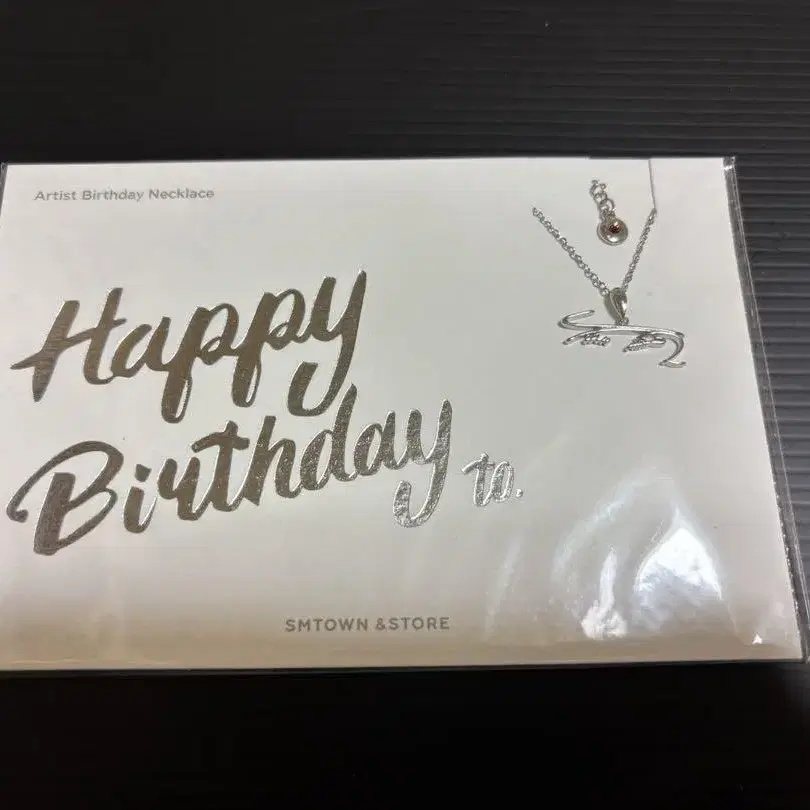 Artist Birthday Necklace
Happy
Birthday to.
SMTOWN &STORE